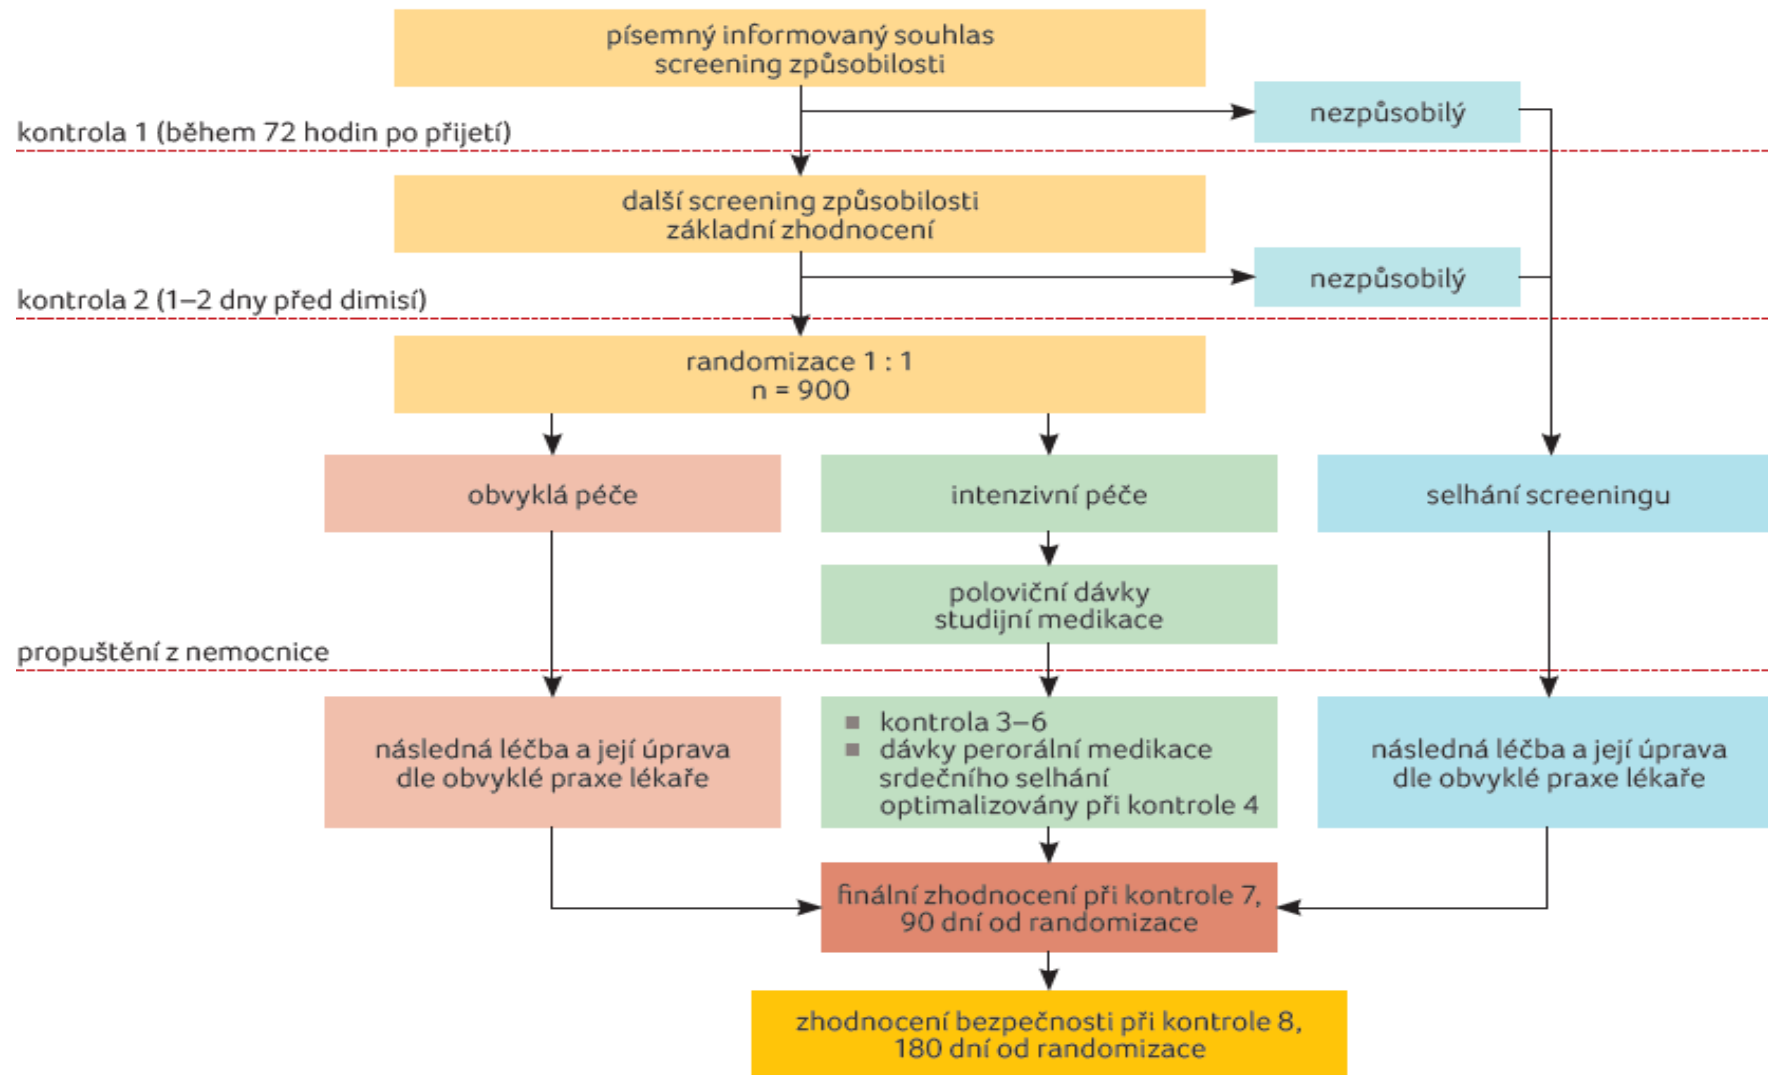 písemný informovaný souhlas
screening způsobilosti
nezpůsobilý
kontrola 1 (během 72 hodin po přijetí)
další screening způsobilosti
základní zhodnocení
nezpůsobilý
kontrola 2 (1–2 dny před dimisí)
randomizace 1 : 1
n = 900
obvyklá péče
intenzivní péče
selhání screeningu
poloviční dávky
studijní medikace
propuštění z nemocnice
následná léčba a její úprava
dle obvyklé praxe lékaře
kontrola 3–6
dávky perorální medikace
srdečního selhání
optimalizovány při kontrole 4
následná léčba a její úprava
dle obvyklé praxe lékaře
finální zhodnocení při kontrole 7,
90 dní od randomizace
zhodnocení bezpečnosti při kontrole 8,
180 dní od randomizace